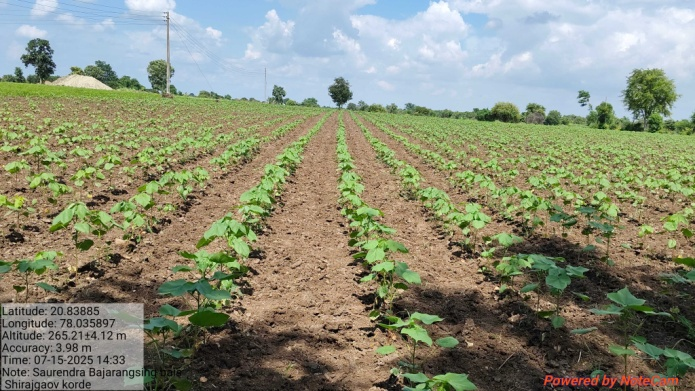 Latitude: 20.83885
Longitude: 78.035897
Altitude: 265.21±4.12 m
Accuracy: 3.98 m
Time: 07-15-2025 14:33
Note: Saurendra Bajarangsing bais
Shirajgaov korde
Powered by NoteCam